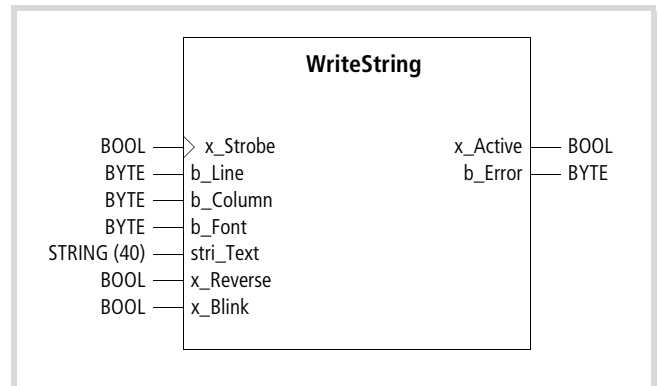 WriteString
BOOL x_Strobe x_Active BOOL
BYTE b_Line b_Error BYTE
BYTE b_Column
BYTE b_Font
STRING (40) stri_Text
BOOL x_Reverse
BOOL x_Blink